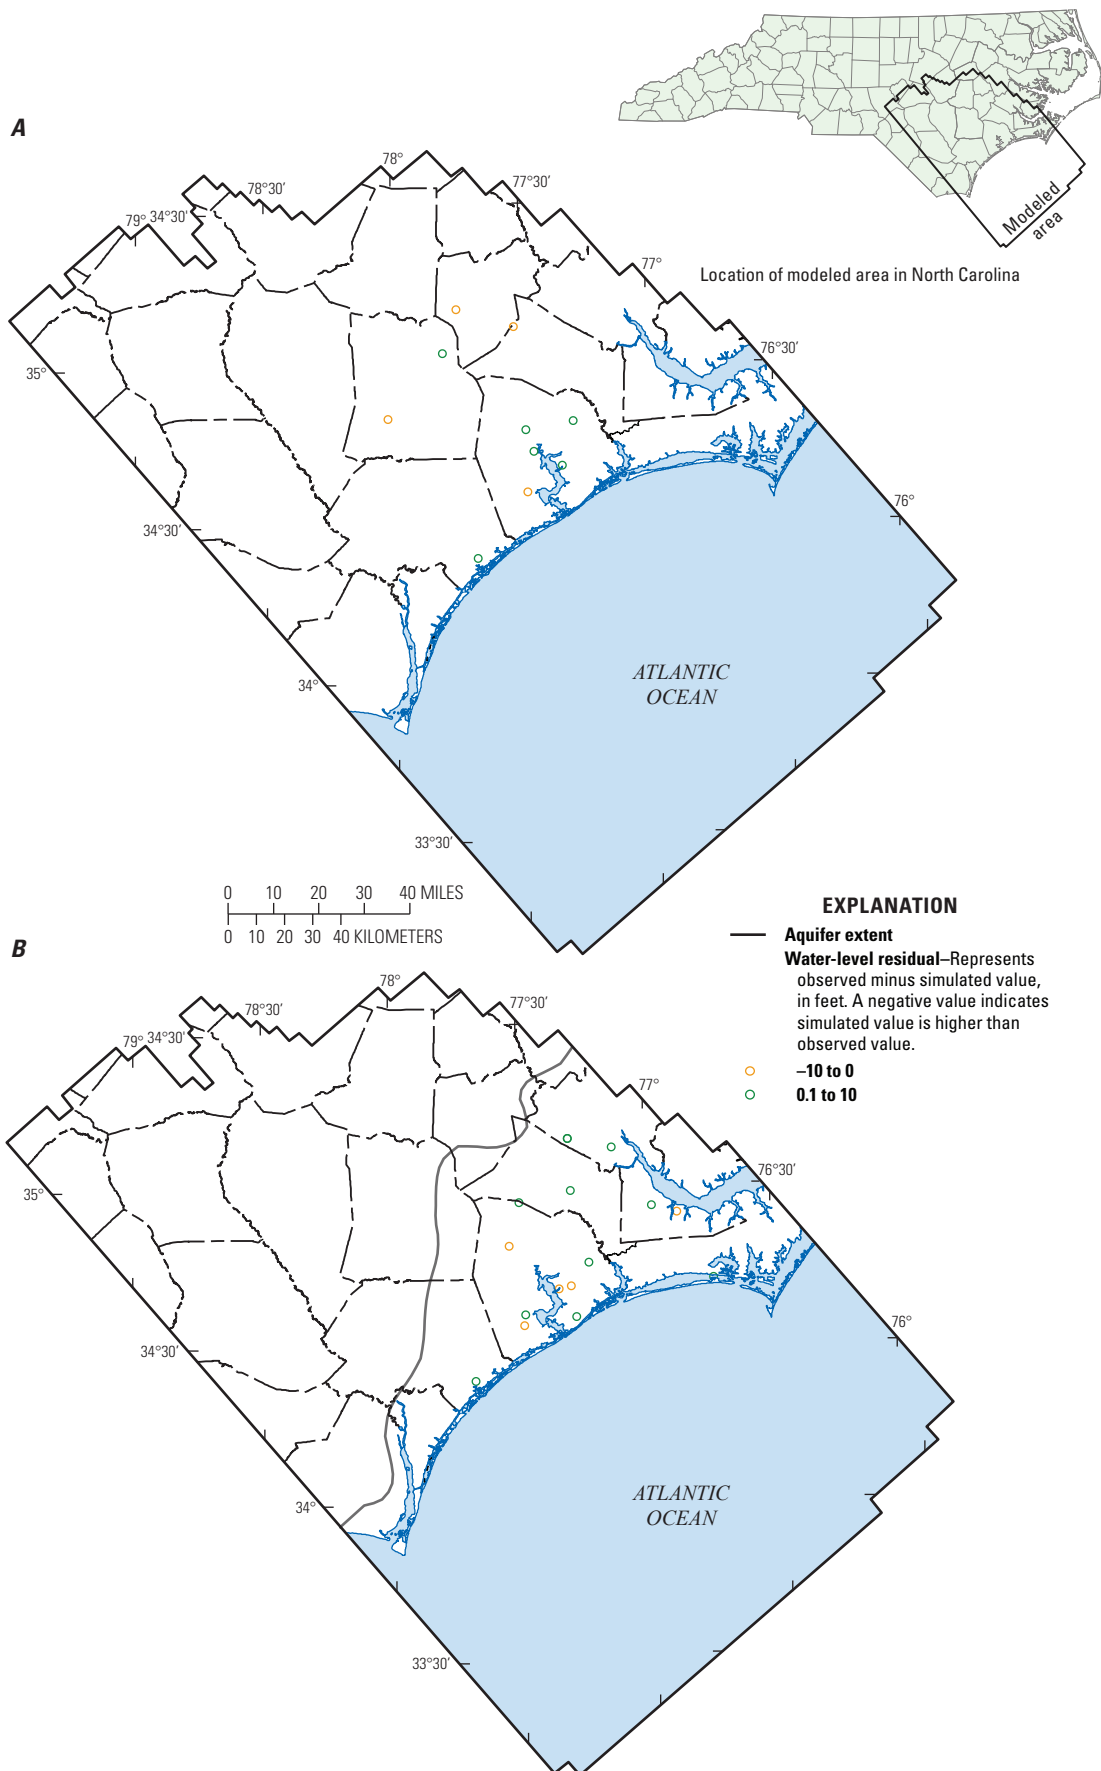 Modeled
area
Location of modeled area in North Carolina
A
78°
77°30′
78°30′
79°
34°30′
77°
76°30′
35°
76°
34°30′
ATLANTIC
OCEAN
34°
33°30′
0 10 20 30 40 MILES
0 10 20 30 40 KILOMETERS
EXPLANATION
Aquifer extent
Water-level residual–Represents
observed minus simulated value,
in feet. A negative value indicates
simulated value is higher than
observed value.
–10 to 0
0.1 to 10
B
78°
77°30′
78°30′
79°
34°30′
77°
76°30′
35°
76°
34°30′
ATLANTIC
OCEAN
34°
33°30′